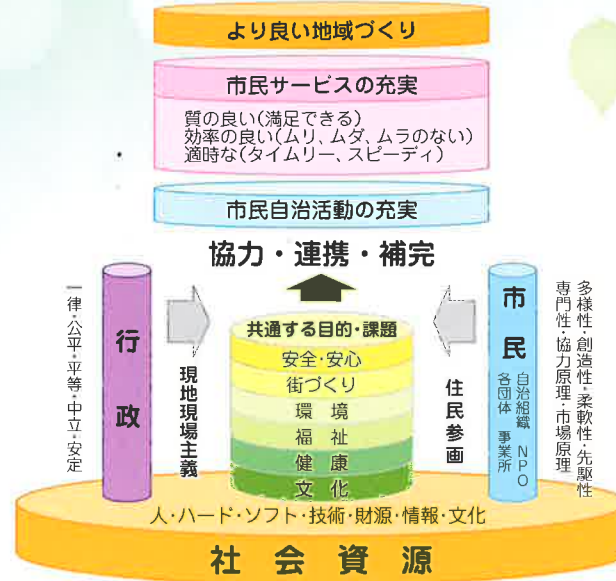 より良い地域づくり
市民サービスの充実
質の良い(満足できる)
効率の良い(ムリ、ムダ、ムラのない)
適時な(タイムリー、スピーディ)
市民自治活動の充実
協力・連携・補完
一律・公平・平等・中立・安定
行政
現地現場主義
共通する目的・課題
安全・安心
街づくり
環境
福祉
健康
文化
住民参画
市民
自治組織 NPO
各団体 事業所
多様性・創造性・柔軟性・先駆性
専門性・協力原理・市場原理
人・ハード・ソフト・技術・財源・情報・文化
社会資源